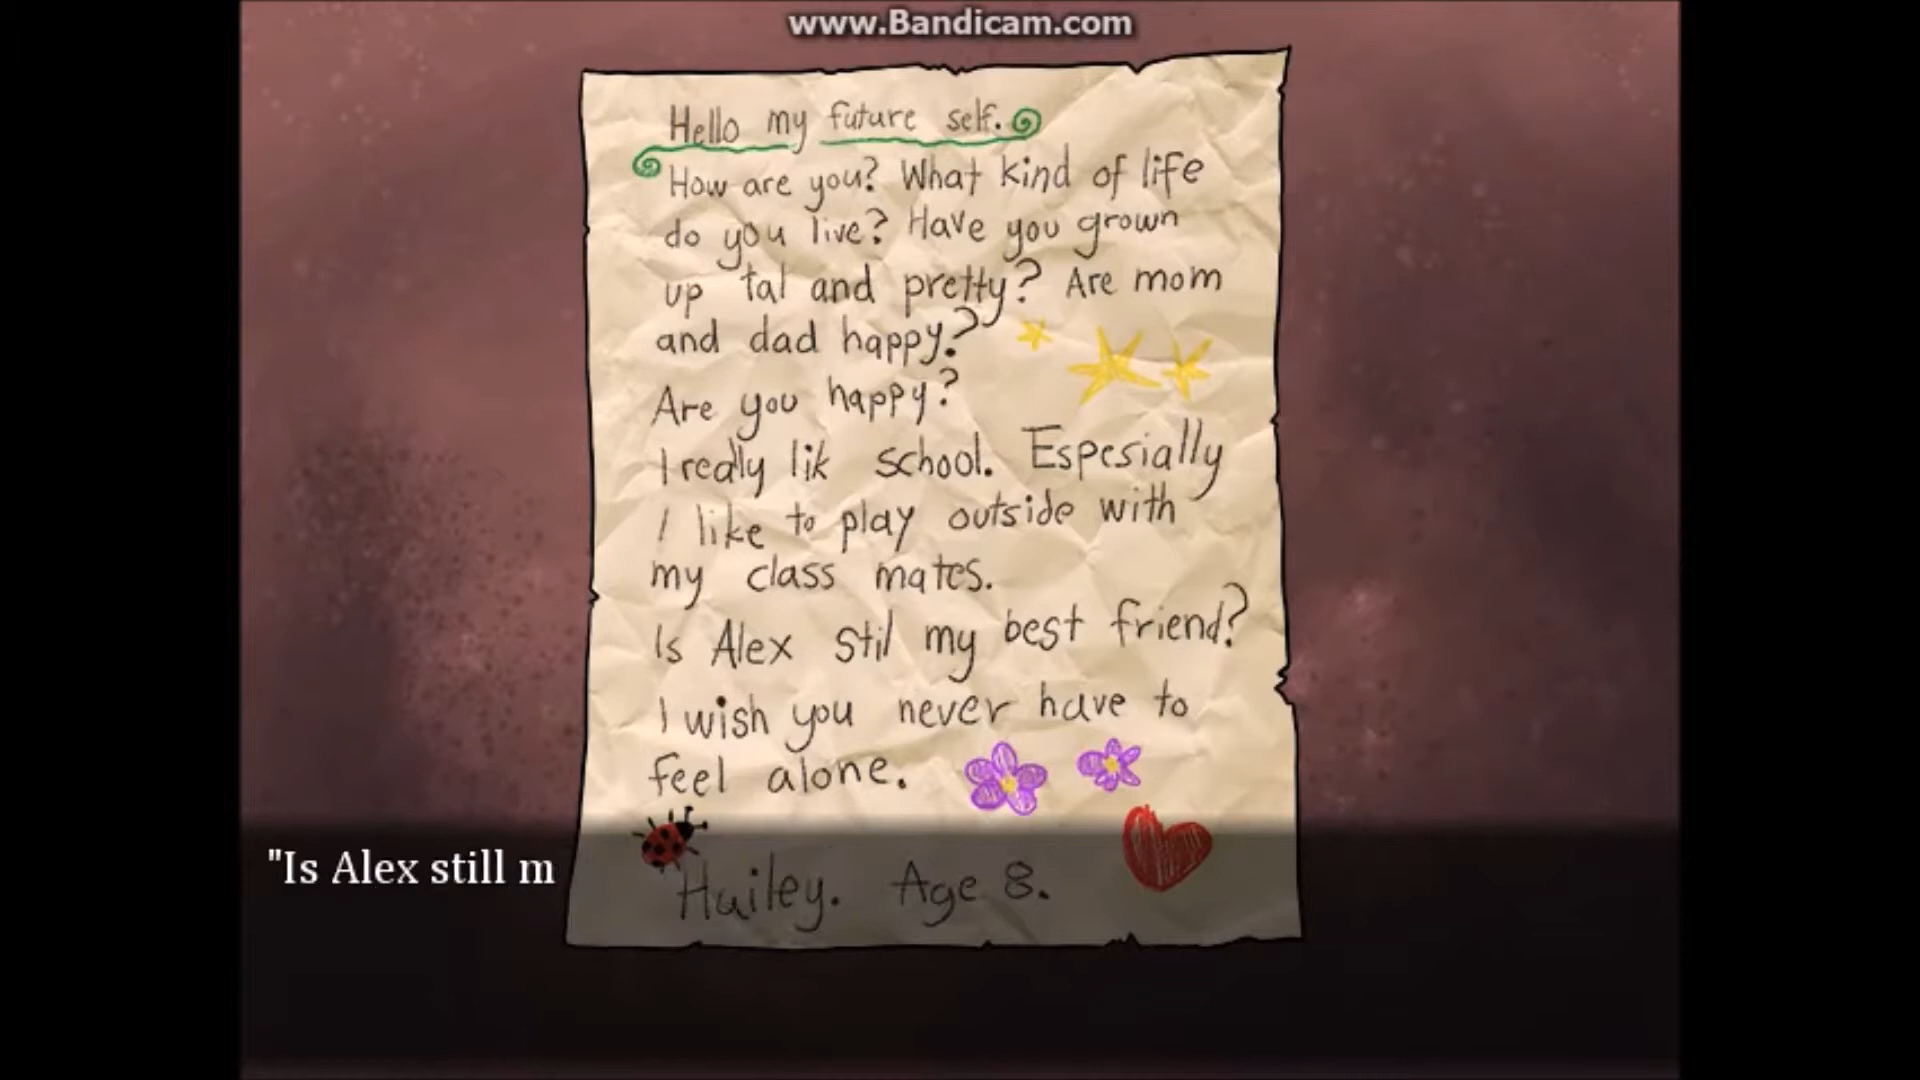 www.Bandicam.com
Hello my future self.
How are you? What kind of life
do you live? Have you grown
up tal and pretty? Are mom
and dad happy?
Are you happy?
I really lik school. Espesially
I like to play outside with
my class mates.
Is Alex stil my best friend?
I wish you never have to
feel alone.
Hailey. Age 8.
"Is Alex still m